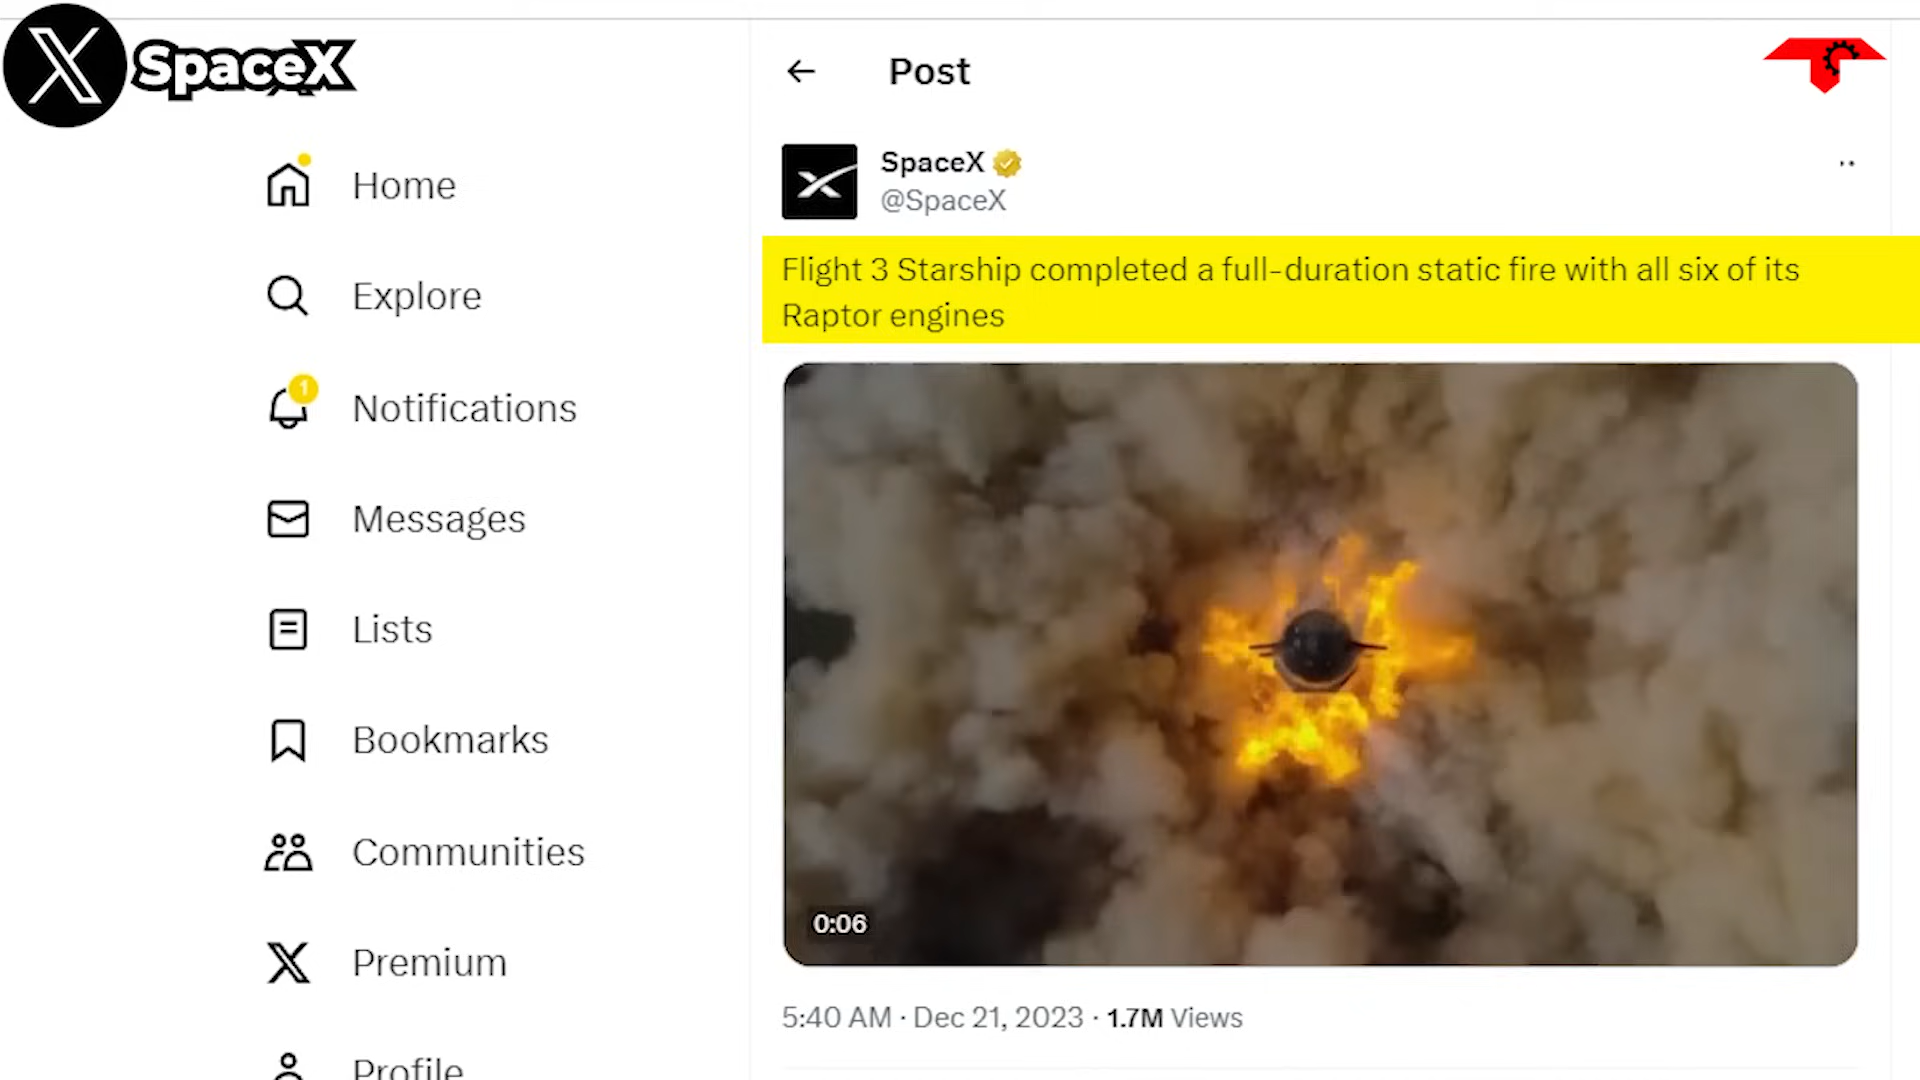 SpaceX
Home
Explore
1
Notifications
Messages
Lists
Bookmarks
Communities
Premium
Profile
Post
SpaceX
@SpaceX
Flight 3 Starship completed a full-duration static fire with all six of its
Raptor engines
0:06
5:40 AM · Dec 21, 2023 · 1.7M Views